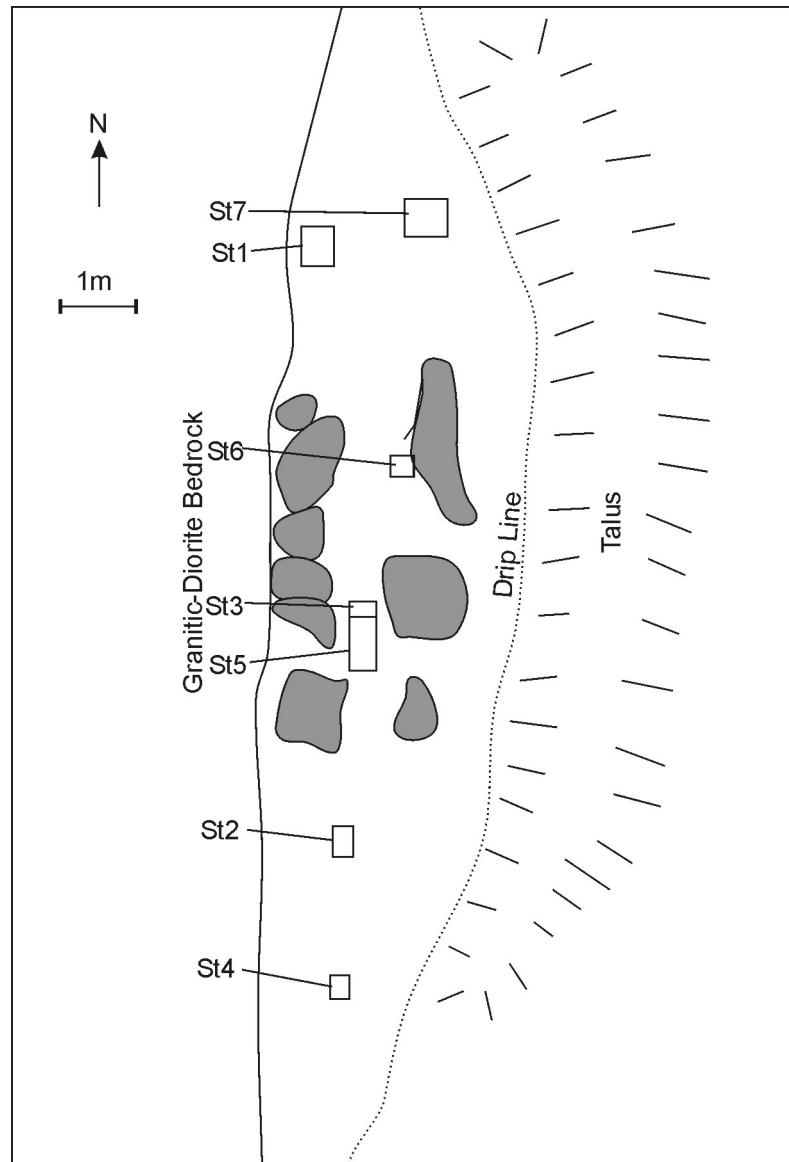 N
St7
St1
1m
St6
Granitic-Diorite Bedrock
Drip Line
Talus
St3
St5
St2
St4